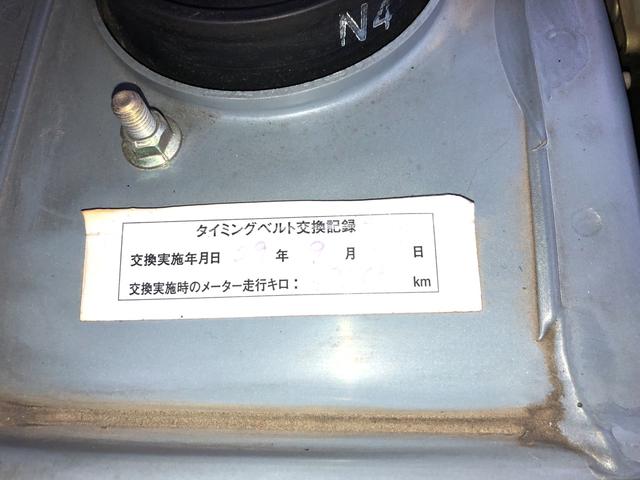 N4
タイミングベルト交換記録
交換実施年月日 年 9 月 日
交換実施時のメーター走行キロ： km